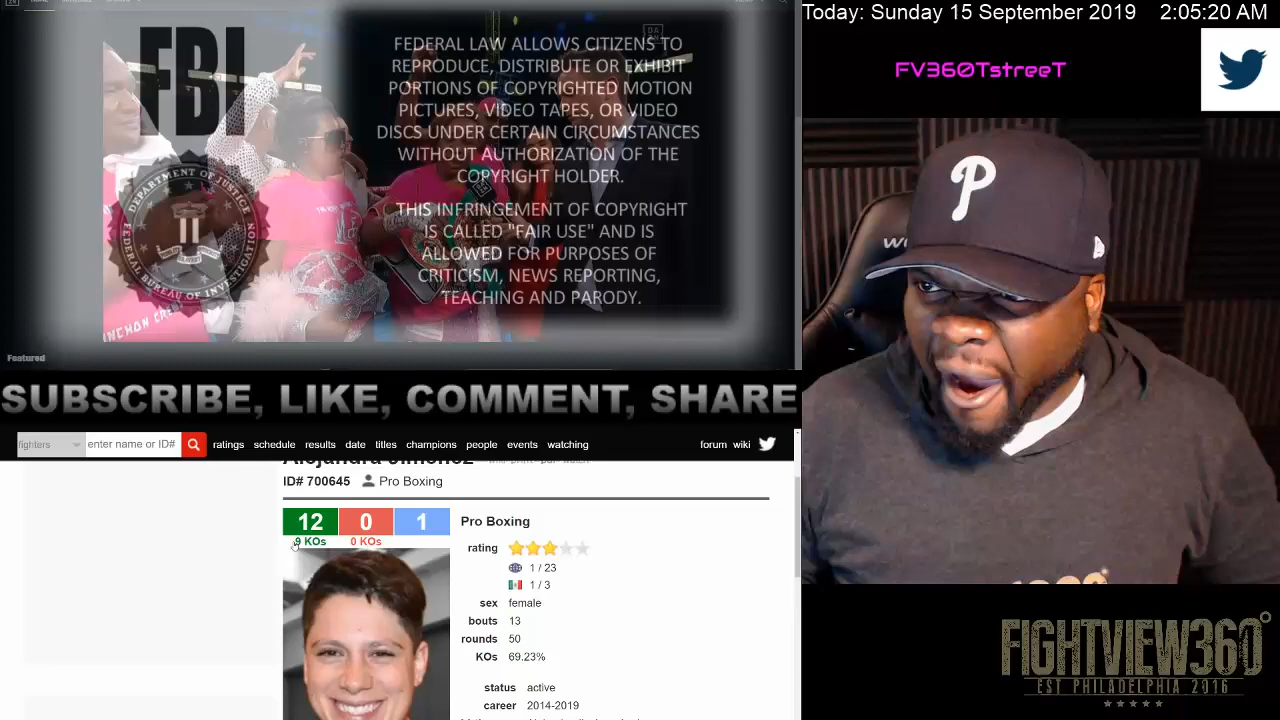 Today: Sunday 15 September 2019 2:05:20 AM
FV360TstreeT
FBI
DEPARTMENT OF JUSTICE
FEDERAL BUREAU OF INVESTIGATION
FEDERAL LAW ALLOWS CITIZENS TO
REPRODUCE, DISTRIBUTE OR EXHIBIT
PORTIONS OF COPYRIGHTED MOTION
PICTURES, VIDEO TAPES, OR VIDEO
DISCS UNDER CERTAIN CIRCUMSTANCES
WITHOUT AUTHORIZATION OF THE
COPYRIGHT HOLDER.
THIS INFRINGEMENT OF COPYRIGHT
IS CALLED "FAIR USE" AND IS
ALLOWED FOR PURPOSES OF
CRITICISM, NEWS REPORTING,
TEACHING AND PARODY.
Featured
SUBSCRIBE, LIKE, COMMENT, SHARE
fighters enter name or ID# ratings schedule results date titles champions people events watching forum wiki
Alejandra Jimenez
ID# 700645 Pro Boxing
12 0 1
9 KOs 0 KOs
Pro Boxing
rating
1 / 23
1 / 3
sex female
bouts 13
rounds 50
KOs 69.23%
status active
career 2014-2019
P
FIGHTVIEW360°
EST PHILADELPHIA 2016